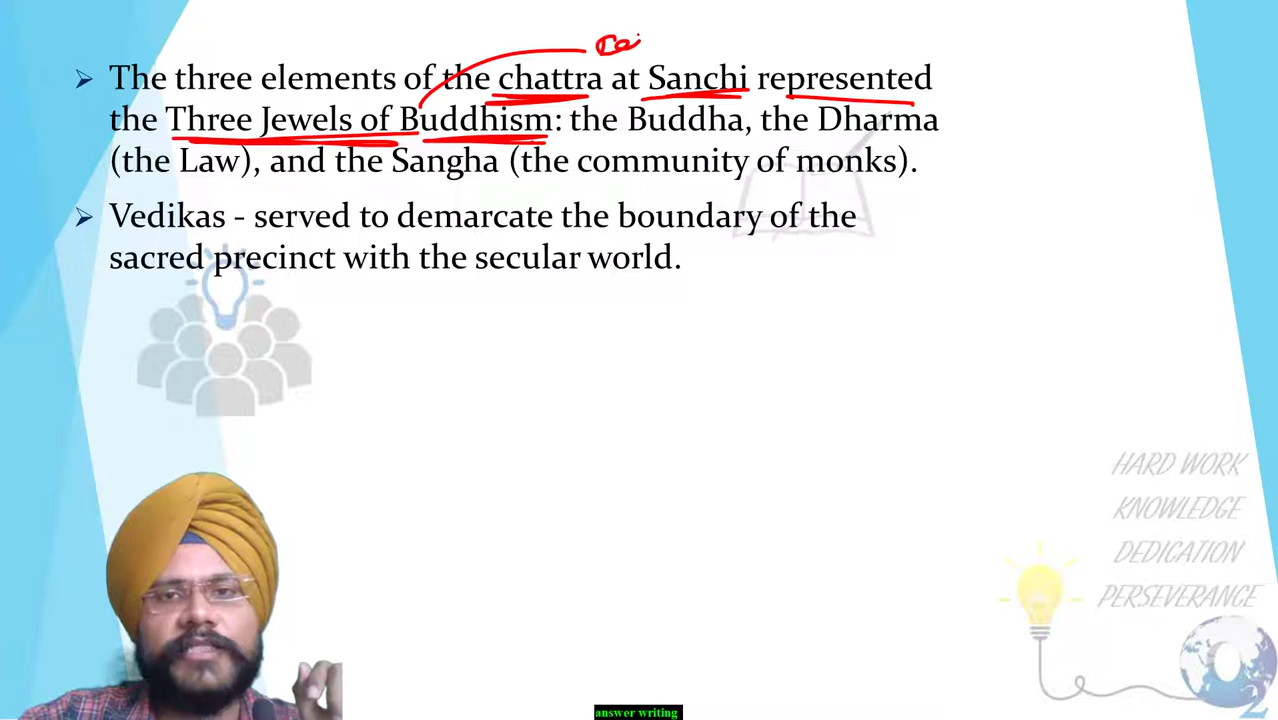 The three elements of the chattra at Sanchi represented
the Three Jewels of Buddhism: the Buddha, the Dharma
(the Law), and the Sangha (the community of monks).
Vedikas - served to demarcate the boundary of the
sacred precinct with the secular world.
HARD WORK
KNOWLEDGE
DEDICATION
PERSEVERANCE
answer writing